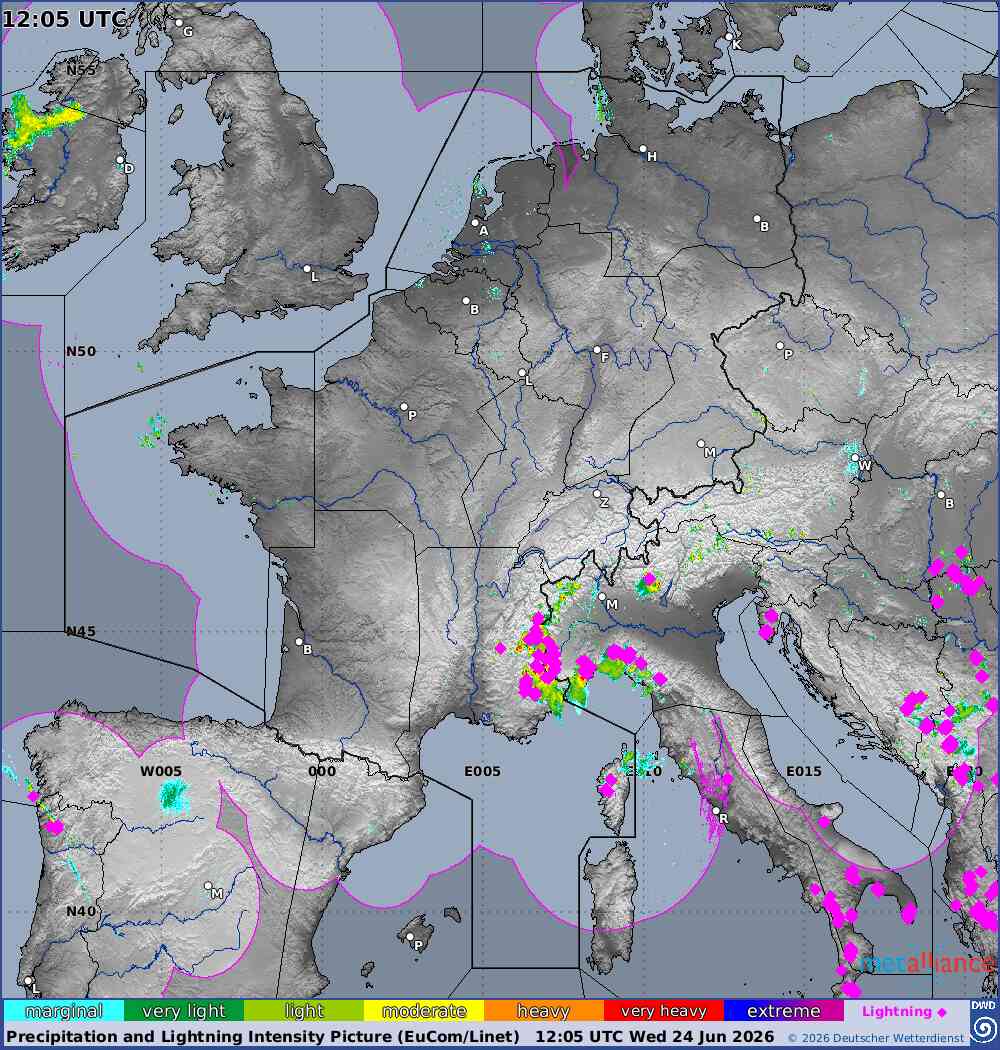 12:05 UTC
G
K
N55
D
H
A
B
L
B
N50
F
P
P
L
M
W
Z
B
M
N45
B
W005
000
E005
E010
E015
E020
R
M
N40
P
L
metalliance
marginal very light light moderate heavy very heavy extreme Lightning
DWD
Precipitation and Lightning Intensity Picture (EuCom/Linet) 12:05 UTC Wed 24 Jun 2026 © 2026 Deutscher Wetterdienst